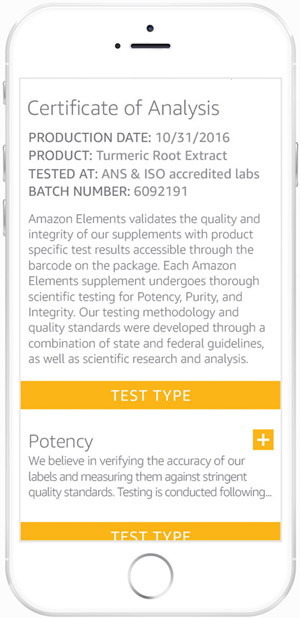 Certificate of Analysis
PRODUCTION DATE: 10/31/2016
PRODUCT: Turmeric Root Extract
TESTED AT: ANS & ISO accredited labs
BATCH NUMBER: 6092191
Amazon Elements validates the quality and
integrity of our supplements with product
specific test results accessible through the
barcode on the package. Each Amazon
Elements supplement undergoes thorough
scientific testing for Potency, Purity, and
Integrity. Our testing methodology and
quality standards were developed through a
combination of state and federal guidelines,
as well as scientific research and analysis.
TEST TYPE
Potency +
We believe in verifying the accuracy of our
labels and measuring them against stringent
quality standards. Testing is conducted following...
TEST TYPE